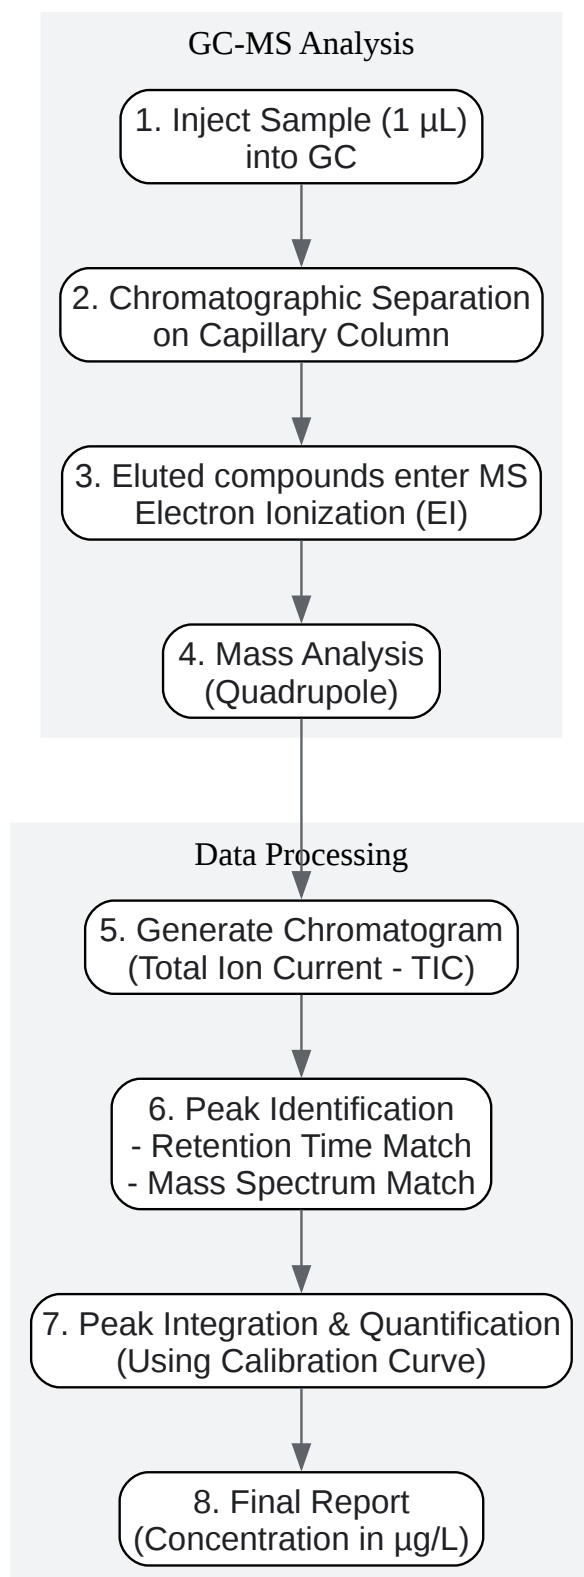 GC-MS Analysis
1. Inject Sample (1 µL)
into GC
2. Chromatographic Separation
on Capillary Column
3. Eluted compounds enter MS
Electron Ionization (EI)
4. Mass Analysis
(Quadrupole)
Data Processing
5. Generate Chromatogram
(Total Ion Current - TIC)
6. Peak Identification
- Retention Time Match
- Mass Spectrum Match
7. Peak Integration & Quantification
(Using Calibration Curve)
8. Final Report
(Concentration in µg/L)